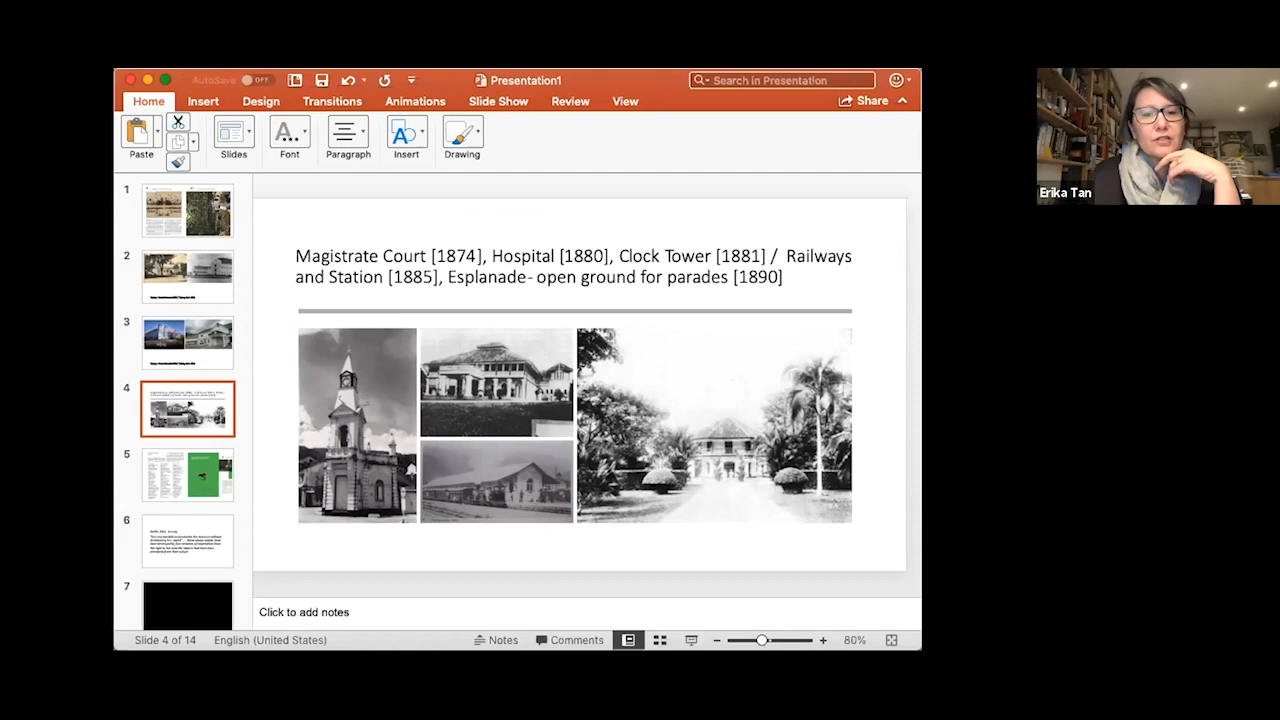 AutoSave OFF
Presentation1
Search in Presentation
Home Insert Design Transitions Animations Slide Show Review View
Share
Paste Slides Font Paragraph Insert Drawing
1
2
3
4
5
6
7
Magistrate Court [1874], Hospital [1880], Clock Tower [1881] / Railways
and Station [1885], Esplanade- open ground for parades [1890]
Click to add notes
Slide 4 of 14 English (United States) Notes Comments 80%
Erika Tan